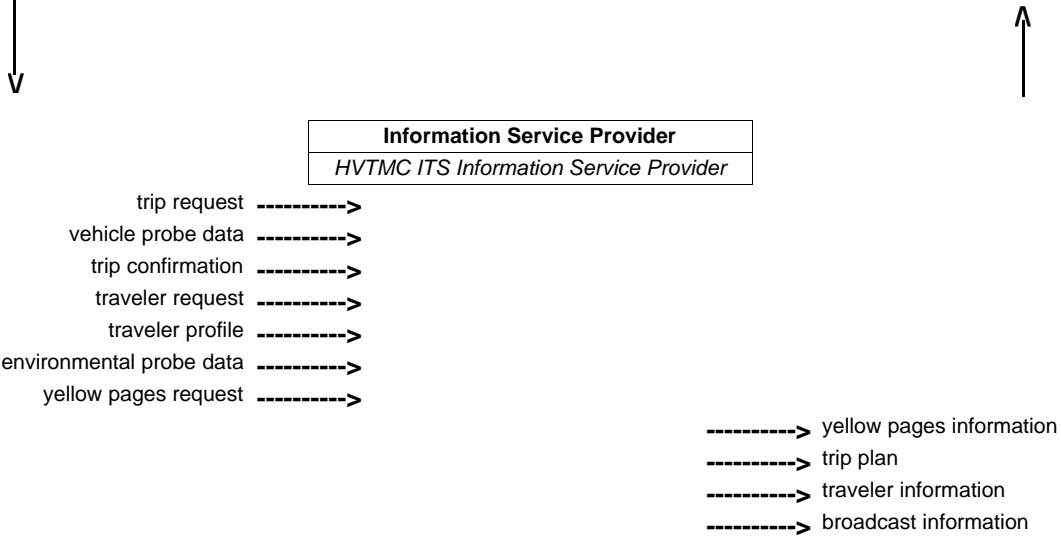 Information Service Provider
HVTMC ITS Information Service Provider
trip request
vehicle probe data
trip confirmation
traveler request
traveler profile
environmental probe data
yellow pages request
yellow pages information
trip plan
traveler information
broadcast information